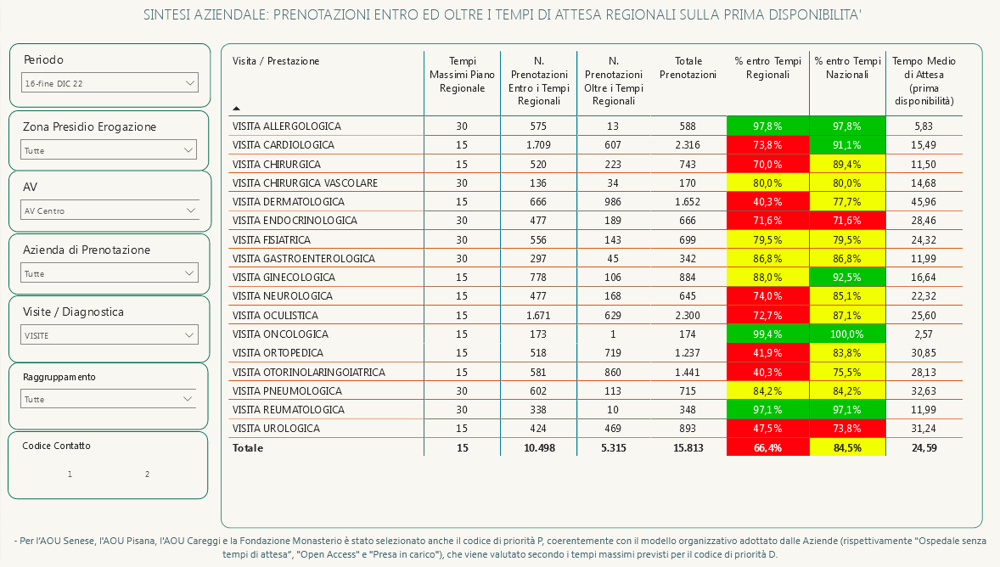 SINTESI AZIENDALE: PRENOTAZIONI ENTRO ED OLTRE I TEMPI DI ATTESA REGIONALI SULLA PRIMA DISPONIBILITA'
Periodo
16-fine DIC 22
Zona Presidio Erogazione
Tutte
AV
AV Centro
Azienda di Prenotazione
Tutte
Visite / Diagnostica
VISITE
Raggruppamento
Tutte
Codice Contatto
1 2
Visita / Prestazione
Tempi
Massimi Piano
Regionale
N.
Prenotazioni
Entro i Tempi
Regionali
N.
Prenotazioni
Oltre i Tempi
Regionali
Totale
Prenotazioni
% entro Tempi
Regionali
% entro Tempi
Nazionali
Tempo Medio
di Attesa
(prima
disponibilità)
VISITA ALLERGOLOGICA 30 575 13 588 97,8% 97,8% 5,83
VISITA CARDIOLOGICA 15 1.709 607 2.316 73,8% 91,1% 15,49
VISITA CHIRURGICA 15 520 223 743 70,0% 89,4% 11,50
VISITA CHIRURGICA VASCOLARE 30 136 34 170 80,0% 80,0% 14,68
VISITA DERMATOLOGICA 15 666 986 1.652 40,3% 77,7% 45,96
VISITA ENDOCRINOLOGICA 30 477 189 666 71,6% 71,6% 28,46
VISITA FISIATRICA 30 556 143 699 79,5% 79,5% 24,32
VISITA GASTROENTEROLOGICA 30 297 45 342 86,8% 86,8% 11,99
VISITA GINECOLOGICA 15 778 106 884 88,0% 92,5% 16,64
VISITA NEUROLOGICA 15 477 168 645 74,0% 85,1% 22,32
VISITA OCULISTICA 15 1.671 629 2.300 72,7% 87,1% 25,60
VISITA ONCOLOGICA 15 173 1 174 99,4% 100,0% 2,57
VISITA ORTOPEDICA 15 518 719 1.237 41,9% 83,8% 30,85
VISITA OTORINOLARINGOIATRICA 15 581 860 1.441 40,3% 75,5% 28,13
VISITA PNEUMOLOGICA 30 602 113 715 84,2% 84,2% 32,63
VISITA REUMATOLOGICA 30 338 10 348 97,1% 97,1% 11,99
VISITA UROLOGICA 15 424 469 893 47,5% 73,8% 31,24
Totale 15 10.498 5.315 15.813 66,4% 84,5% 24,59
- Per l'AOU Senese, l'AOU Pisana, l'AOU Careggi e la Fondazione Monasterio è stato selezionato anche il codice di priorità P, coerentemente con il modello organizzativo adottato dalle Aziende (rispettivamente "Ospedale senza
tempi di attesa", "Open Access" e "Presa in carico"), che viene valutato secondo i tempi massimi previsti per il codice di priorità D.